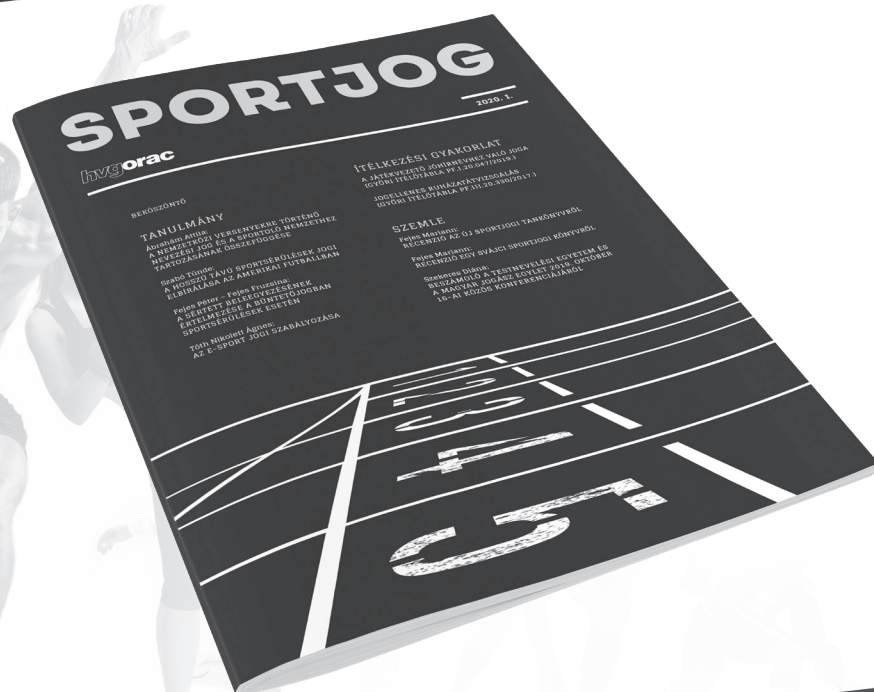 SPORTJOG
2020. I.
hvgorac
BEKÖSZÖNTŐ
TANULMÁNY
Ábrahám Attila:
A NEMZETKÖZI VERSENYEKRE TÖRTÉNŐ
NEVEZÉSI JOG ÉS A SPORTOLÓ NEMZETHEZ
TARTOZÁSÁNAK ÖSSZEFÜGGÉSE
Szabó Tünde:
A HOSSZÚ TÁVÚ SPORTSÉRÜLÉSEK JOGI
ELBÍRÁLÁSA AZ AMERIKAI FUTBALLBAN
Fejes Péter – Fejes Fruzsina:
A SÉRTETT BELEEGYEZÉSÉNEK
ÉRTELMEZÉSE A BÜNTETŐJOGBAN
SPORTSÉRÜLÉSEK ESETÉN
Tóth Nikolett Ágnes:
AZ E-SPORT JOGI SZABÁLYOZÁSA
ÍTÉLKEZÉSI GYAKORLAT
A JÁTÉKVEZETŐ JÓHÍRNÉVHEZ VALÓ JOGA
(GYŐRI ÍTÉLŐTÁBLA PF.I.20.047/2019.)
JOGELLENES RUHÁZATÁTVIZSGÁLÁS
(GYŐRI ÍTÉLŐTÁBLA PF.III.20.330/2017.)
SZEMLE
Fejes Mariann:
RECENZIÓ AZ ÚJ SPORTJOGI TANKÖNYVRŐL
Fejes Mariann:
RECENZIÓ EGY SVÁJCI SPORTJOGI KÖNYVRŐL
Szekeres Diána:
BESZÁMOLÓ A TESTNEVELÉSI EGYETEM ÉS
A MAGYAR JOGÁSZ EGYLET 2019. OKTÓBER
16-AI KÖZÖS KONFERENCIÁJÁRÓL
1
2
3
4
5